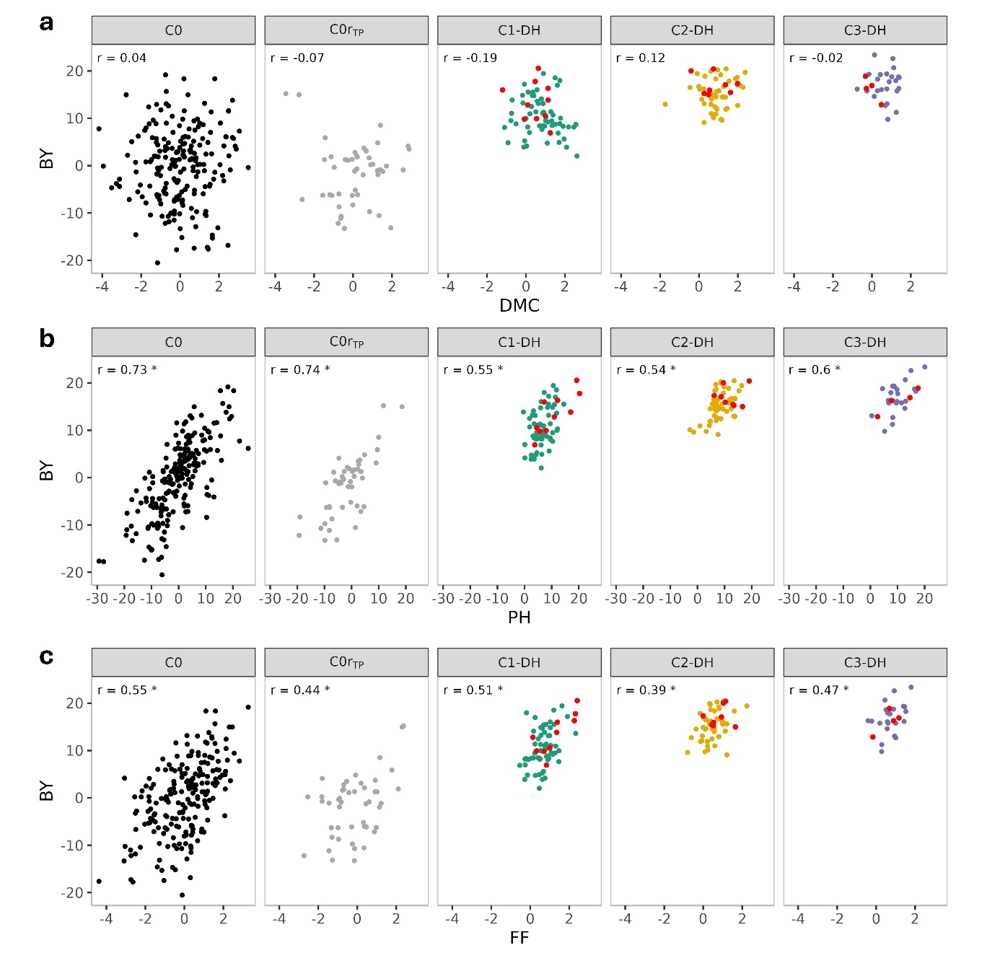 a
C0 C0rTP C1-DH C2-DH C3-DH
r = 0.04 r = -0.07 r = -0.19 r = 0.12 r = -0.02
20
10
0
-10
-20
BY
-4 -2 0 2 -4 -2 0 2 -4 -2 0 2 -4 -2 0 2 -4 -2 0 2
DMC
b
C0 C0rTP C1-DH C2-DH C3-DH
r = 0.73 * r = 0.74 * r = 0.55 * r = 0.54 * r = 0.6 *
20
10
0
-10
-20
BY
-30 -20 -10 0 10 20 -30 -20 -10 0 10 20 -30 -20 -10 0 10 20 -30 -20 -10 0 10 20 -30 -20 -10 0 10 20
PH
c
C0 C0rTP C1-DH C2-DH C3-DH
r = 0.55 * r = 0.44 * r = 0.51 * r = 0.39 * r = 0.47 *
20
10
0
-10
-20
BY
-4 -2 0 2 -4 -2 0 2 -4 -2 0 2 -4 -2 0 2 -4 -2 0 2
FF